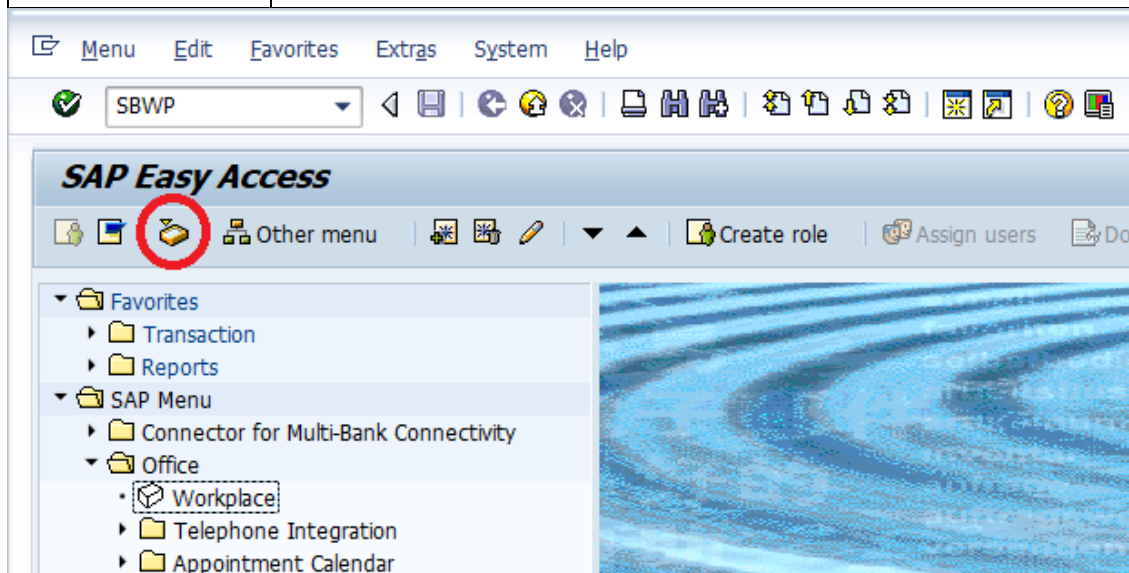 Menu Edit Favorites Extras System Help
SBWP
SAP Easy Access
Other menu Create role Assign users Do
Favorites
Transaction
Reports
SAP Menu
Connector for Multi-Bank Connectivity
Office
Workplace
Telephone Integration
Appointment Calendar